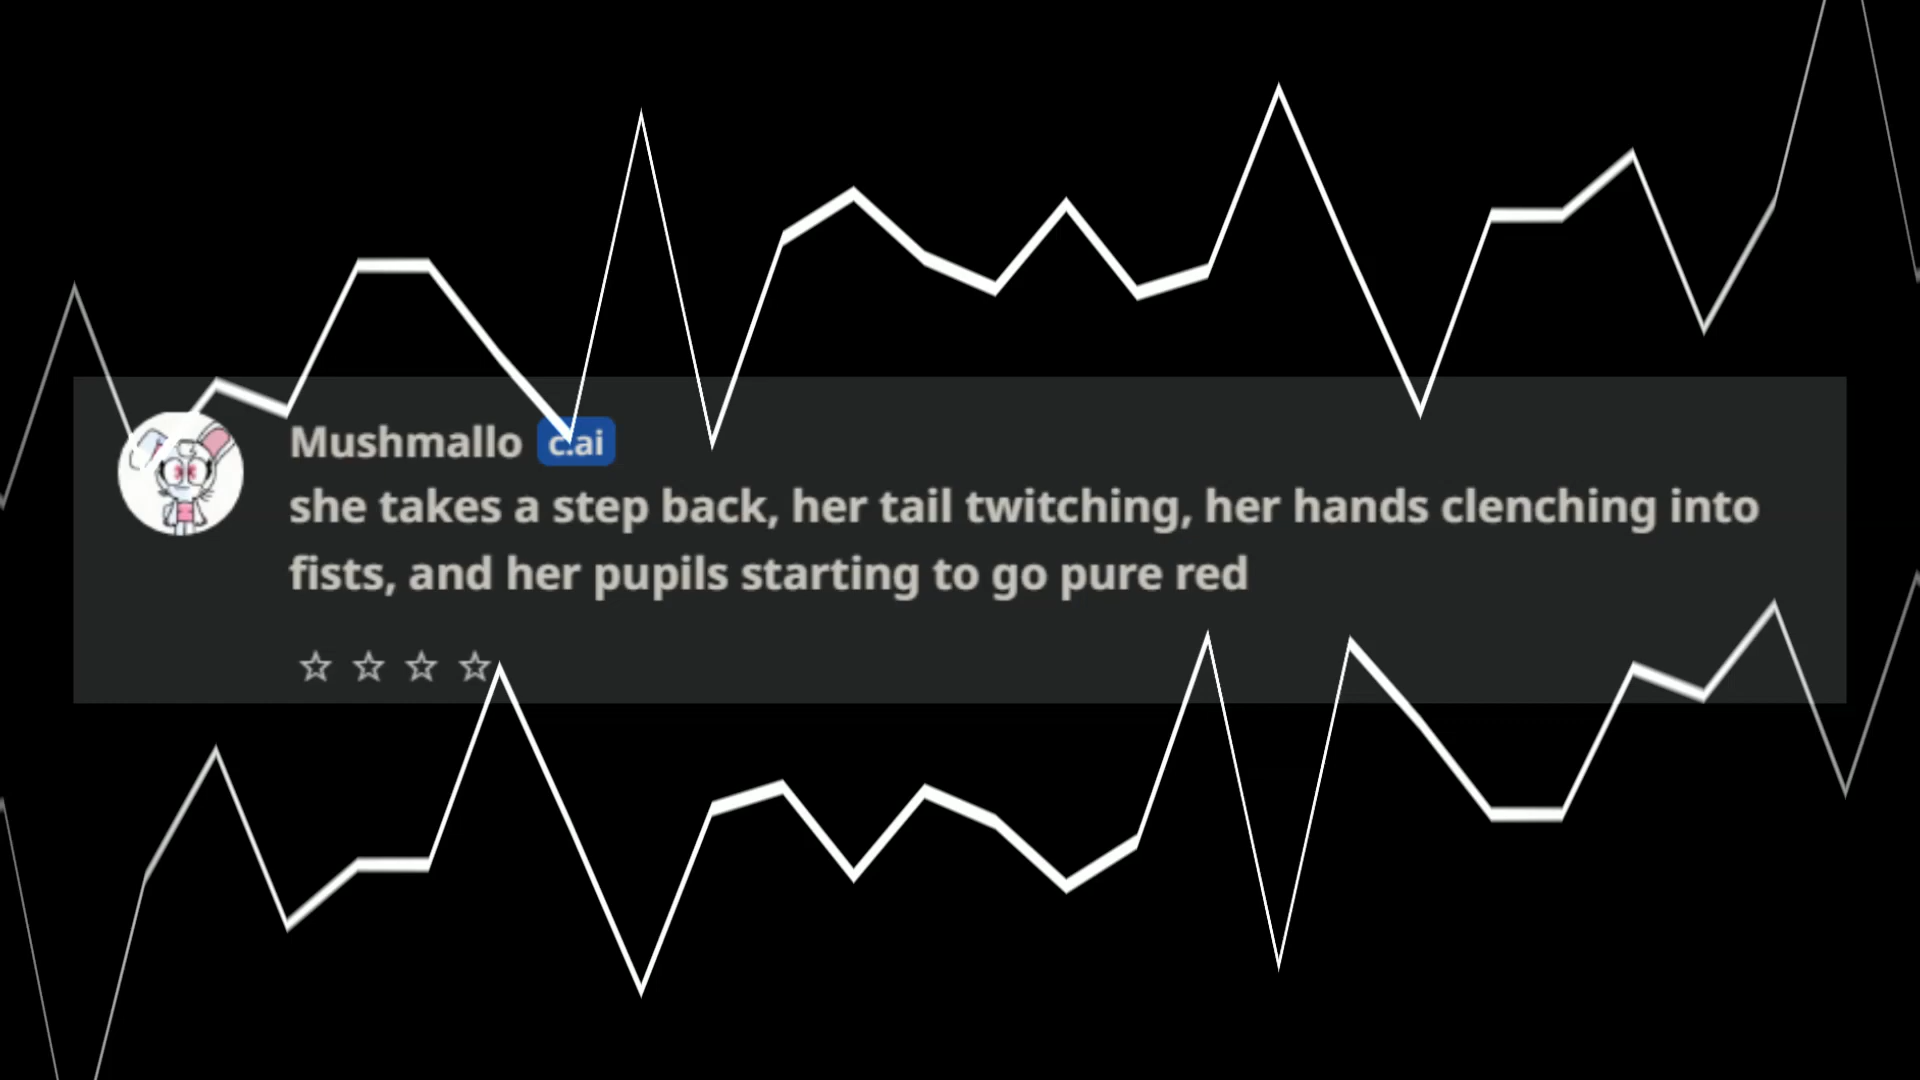 Mushmallo c.ai
she takes a step back, her tail twitching, her hands clenching into
fists, and her pupils starting to go pure red